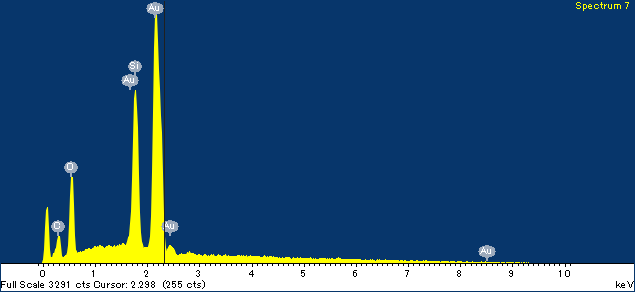 Spectrum 7
Au
Si
Au
O
C
Au
Au
0 1 2 3 4 5 6 7 8 9 10
Full Scale 3291 cts Cursor: 2.298 (255 cts) keV